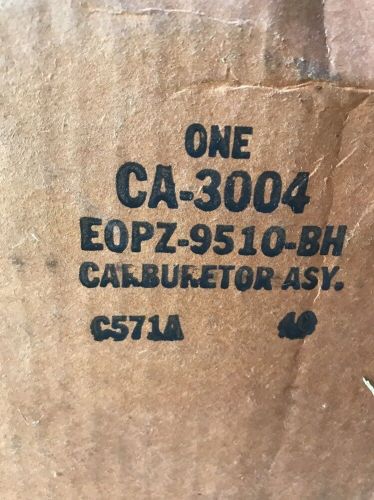 ONE
CA-3004
EOPZ-9510-BH
CARBURETOR ASY.
C571A